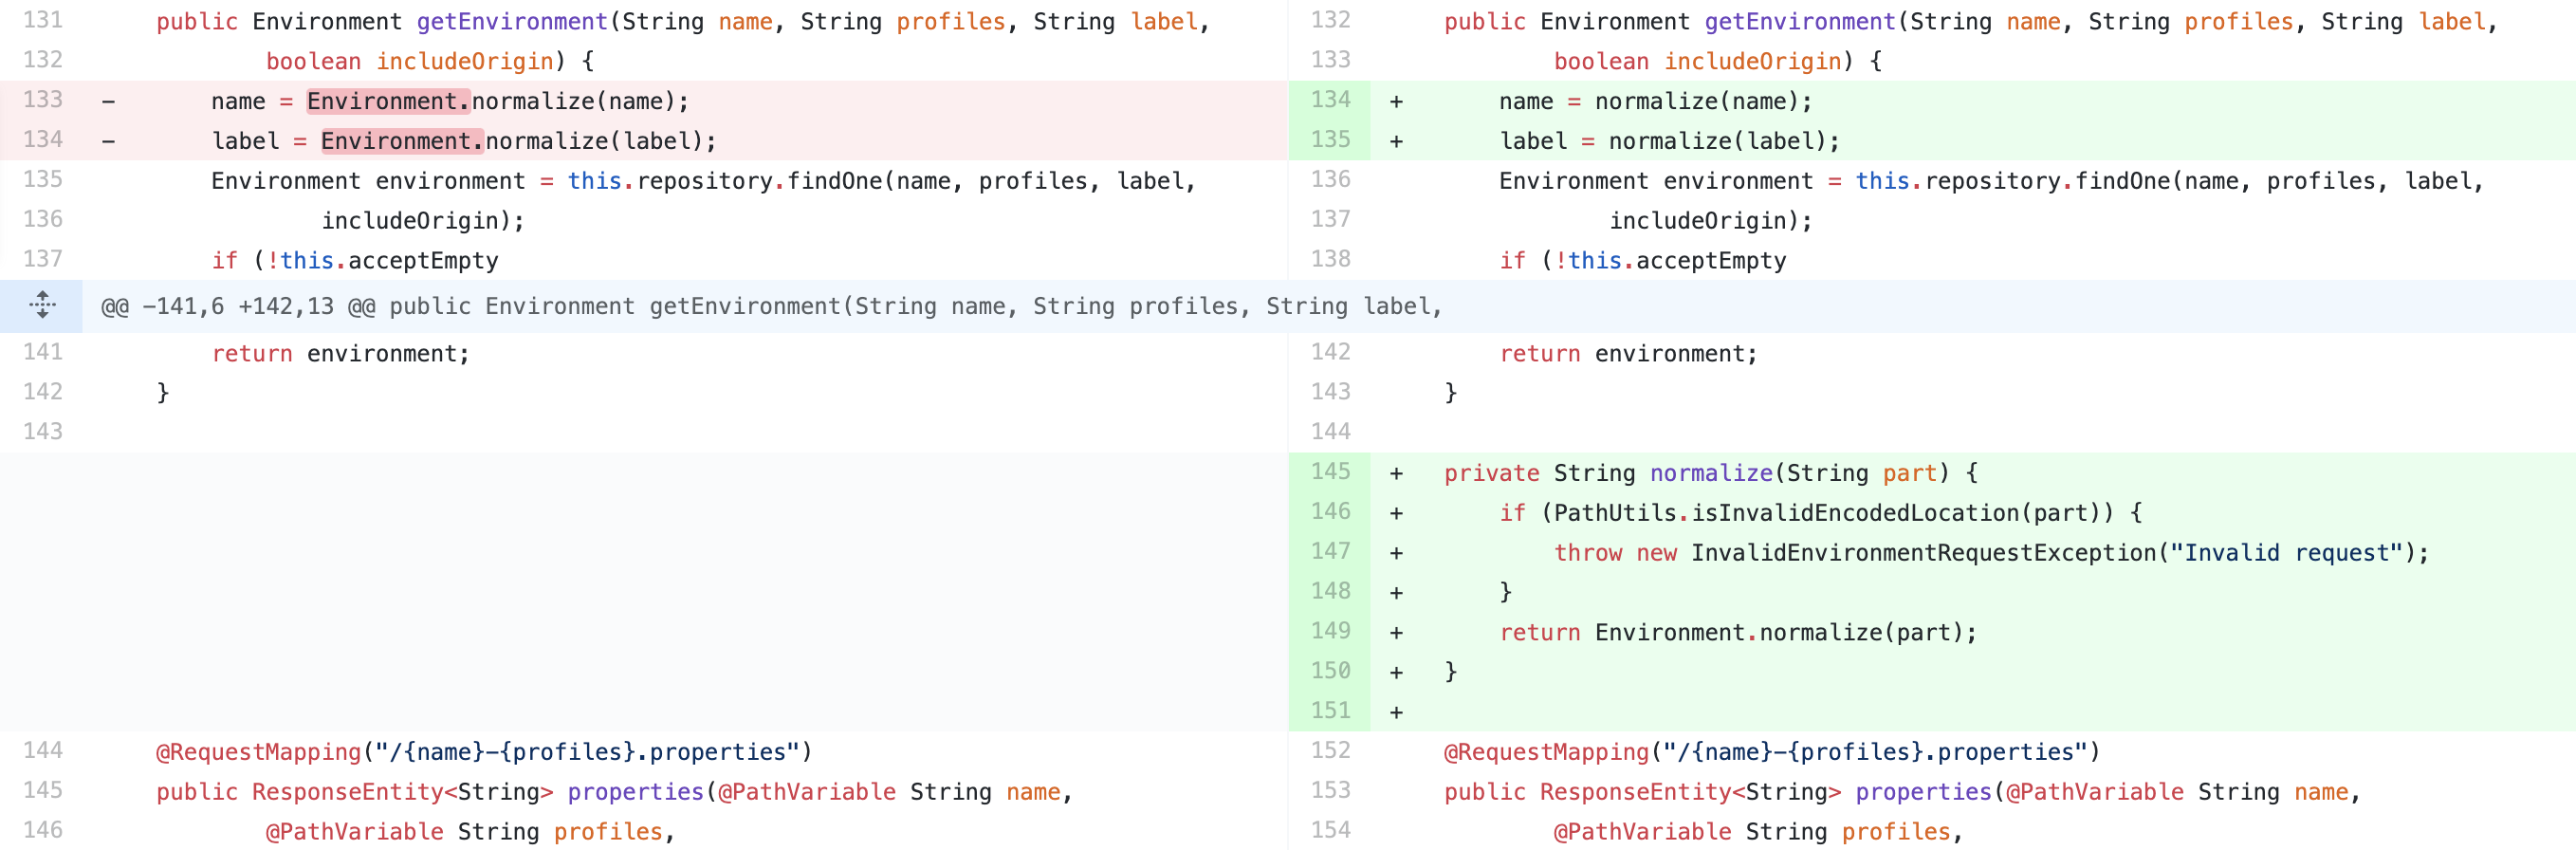 131 public Environment getEnvironment(String name, String profiles, String label,
132 boolean includeOrigin) {
133 - name = Environment.normalize(name);
134 - label = Environment.normalize(label);
135 Environment environment = this.repository.findOne(name, profiles, label,
136 includeOrigin);
137 if (!this.acceptEmpty
132 public Environment getEnvironment(String name, String profiles, String label,
133 boolean includeOrigin) {
134 + name = normalize(name);
135 + label = normalize(label);
136 Environment environment = this.repository.findOne(name, profiles, label,
137 includeOrigin);
138 if (!this.acceptEmpty
@@ -141,6 +142,13 @@ public Environment getEnvironment(String name, String profiles, String label,
141 return environment;
142 }
143
144 @RequestMapping("/{name}-{profiles}.properties")
145 public ResponseEntity<String> properties(@PathVariable String name,
146 @PathVariable String profiles,
142 return environment;
143 }
144
145 + private String normalize(String part) {
146 + if (PathUtils.isInvalidEncodedLocation(part)) {
147 + throw new InvalidEnvironmentRequestException("Invalid request");
148 + }
149 + return Environment.normalize(part);
150 + }
151 +
152 @RequestMapping("/{name}-{profiles}.properties")
153 public ResponseEntity<String> properties(@PathVariable String name,
154 @PathVariable String profiles,